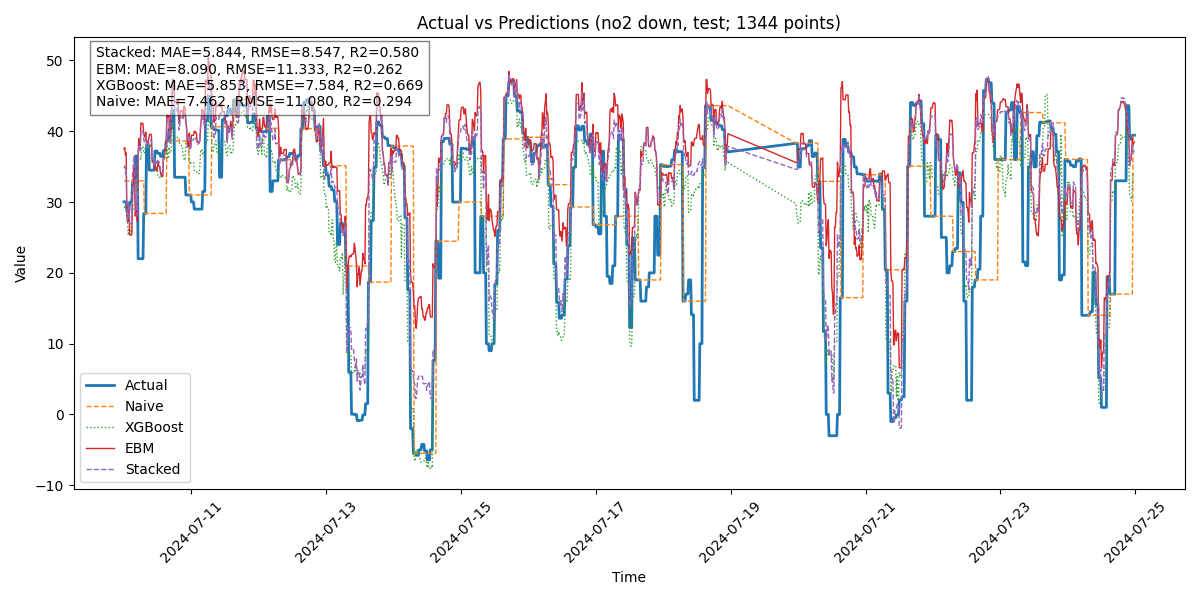 Actual vs Predictions (no2 down, test; 1344 points)
Stacked: MAE=5.844, RMSE=8.547, R2=0.580
EBM: MAE=8.090, RMSE=11.333, R2=0.262
XGBoost: MAE=5.853, RMSE=7.584, R2=0.669
Naive: MAE=7.462, RMSE=11.080, R2=0.294
50
40
30
20
10
0
−10
Value
Actual
Naive
XGBoost
EBM
Stacked
2024-07-11
2024-07-13
2024-07-15
2024-07-17
2024-07-19
2024-07-21
2024-07-23
2024-07-25
Time